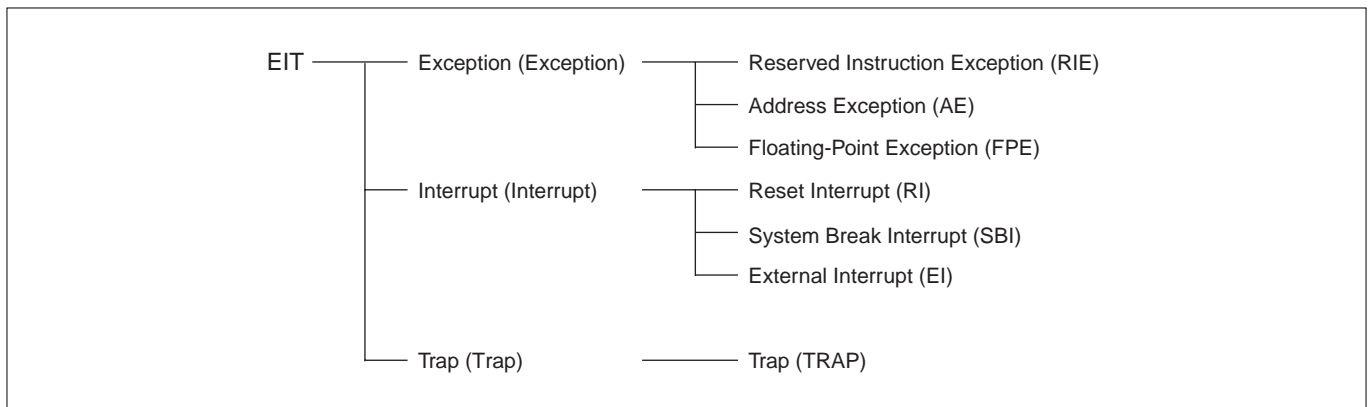 EIT Exception (Exception) Reserved Instruction Exception (RIE)
Address Exception (AE)
Floating-Point Exception (FPE)
Interrupt (Interrupt) Reset Interrupt (RI)
System Break Interrupt (SBI)
External Interrupt (EI)
Trap (Trap) Trap (TRAP)